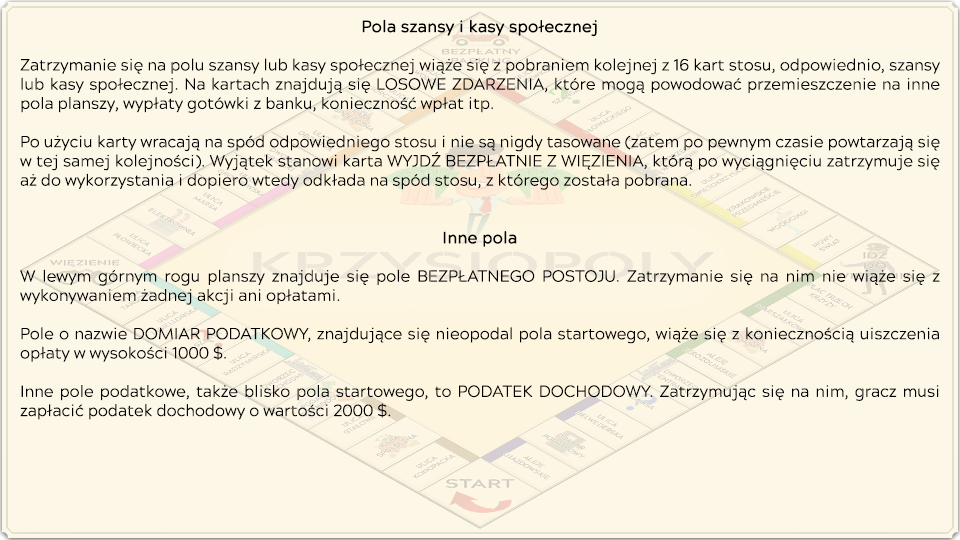 Pola szansy i kasy społecznej
Zatrzymanie się na polu szansy lub kasy społecznej wiąże się z pobraniem kolejnej z 16 kart stosu, odpowiednio, szansy
lub kasy społecznej. Na kartach znajdują się LOSOWE ZDARZENIA, które mogą powodować przemieszczenie na inne
pola planszy, wypłaty gotówki z banku, konieczność wpłat itp.
Po użyciu karty wracają na spód odpowiedniego stosu i nie są nigdy tasowane (zatem po pewnym czasie powtarzają się
w tej samej kolejności). Wyjątek stanowi karta WYJDŹ BEZPŁATNIE Z WIĘZIENIA, którą po wyciągnięciu zatrzymuje się
aż do wykorzystania i dopiero wtedy odkłada na spód stosu, z którego została pobrana.
Inne pola
W lewym górnym rogu planszy znajduje się pole BEZPŁATNEGO POSTOJU. Zatrzymanie się na nim nie wiąże się z
wykonywaniem żadnej akcji ani opłatami.
Pole o nazwie DOMIAR PODATKOWY, znajdujące się nieopodal pola startowego, wiąże się z koniecznością uiszczenia
opłaty w wysokości 1000 $.
Inne pole podatkowe, także blisko pola startowego, to PODATEK DOCHODOWY. Zatrzymując się na nim, gracz musi
zapłacić podatek dochodowy o wartości 2000 $.
BEZPŁATNY
KRZYSIOPOLY
WIĘZIENIE
IDŹ
START